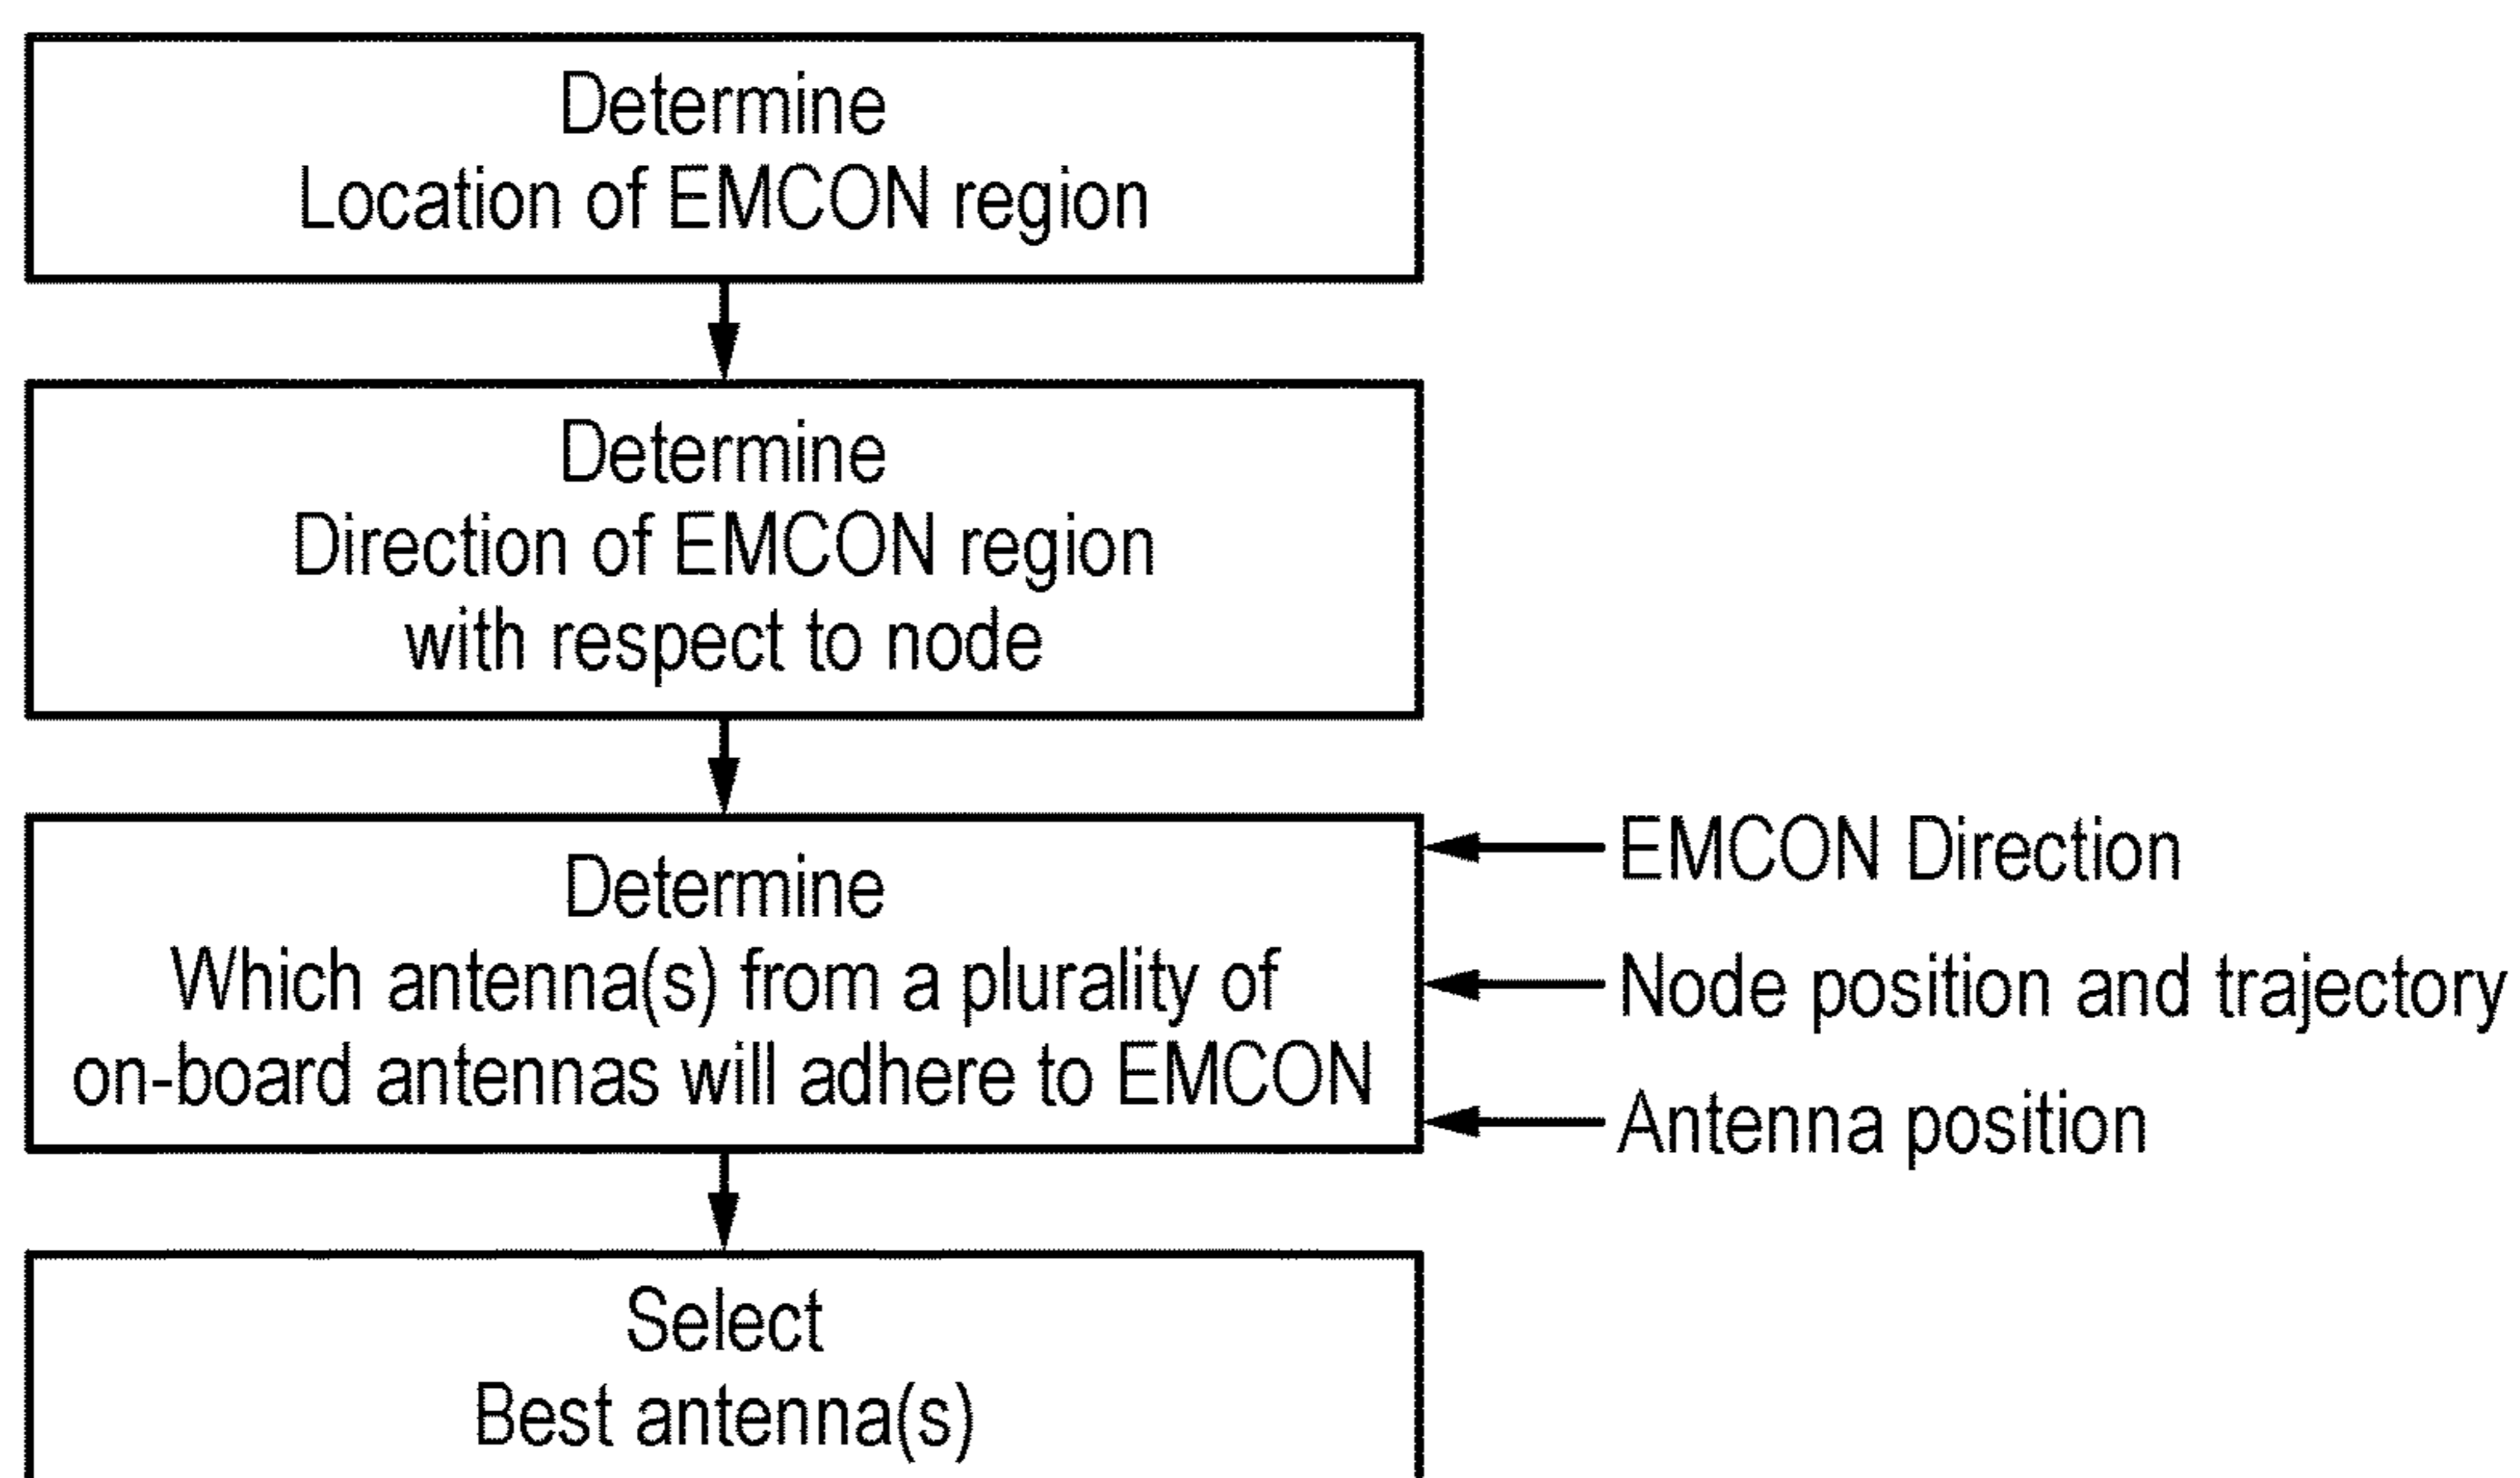 Determine
Location of EMCON region
Determine
Direction of EMCON region
with respect to node
Determine
Which antenna(s) from a plurality of
on-board antennas will adhere to EMCON
EMCON Direction
Node position and trajectory
Antenna position
Select
Best antenna(s)